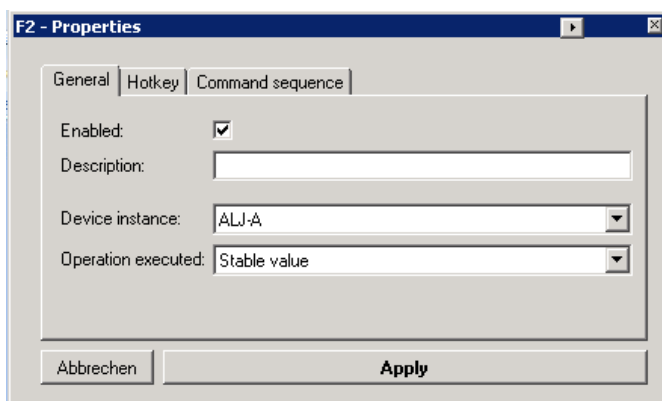 F2 - Properties
General Hotkey Command sequence
Enabled:
Description:
Device instance: ALJ-A
Operation executed: Stable value
Abbrechen Apply